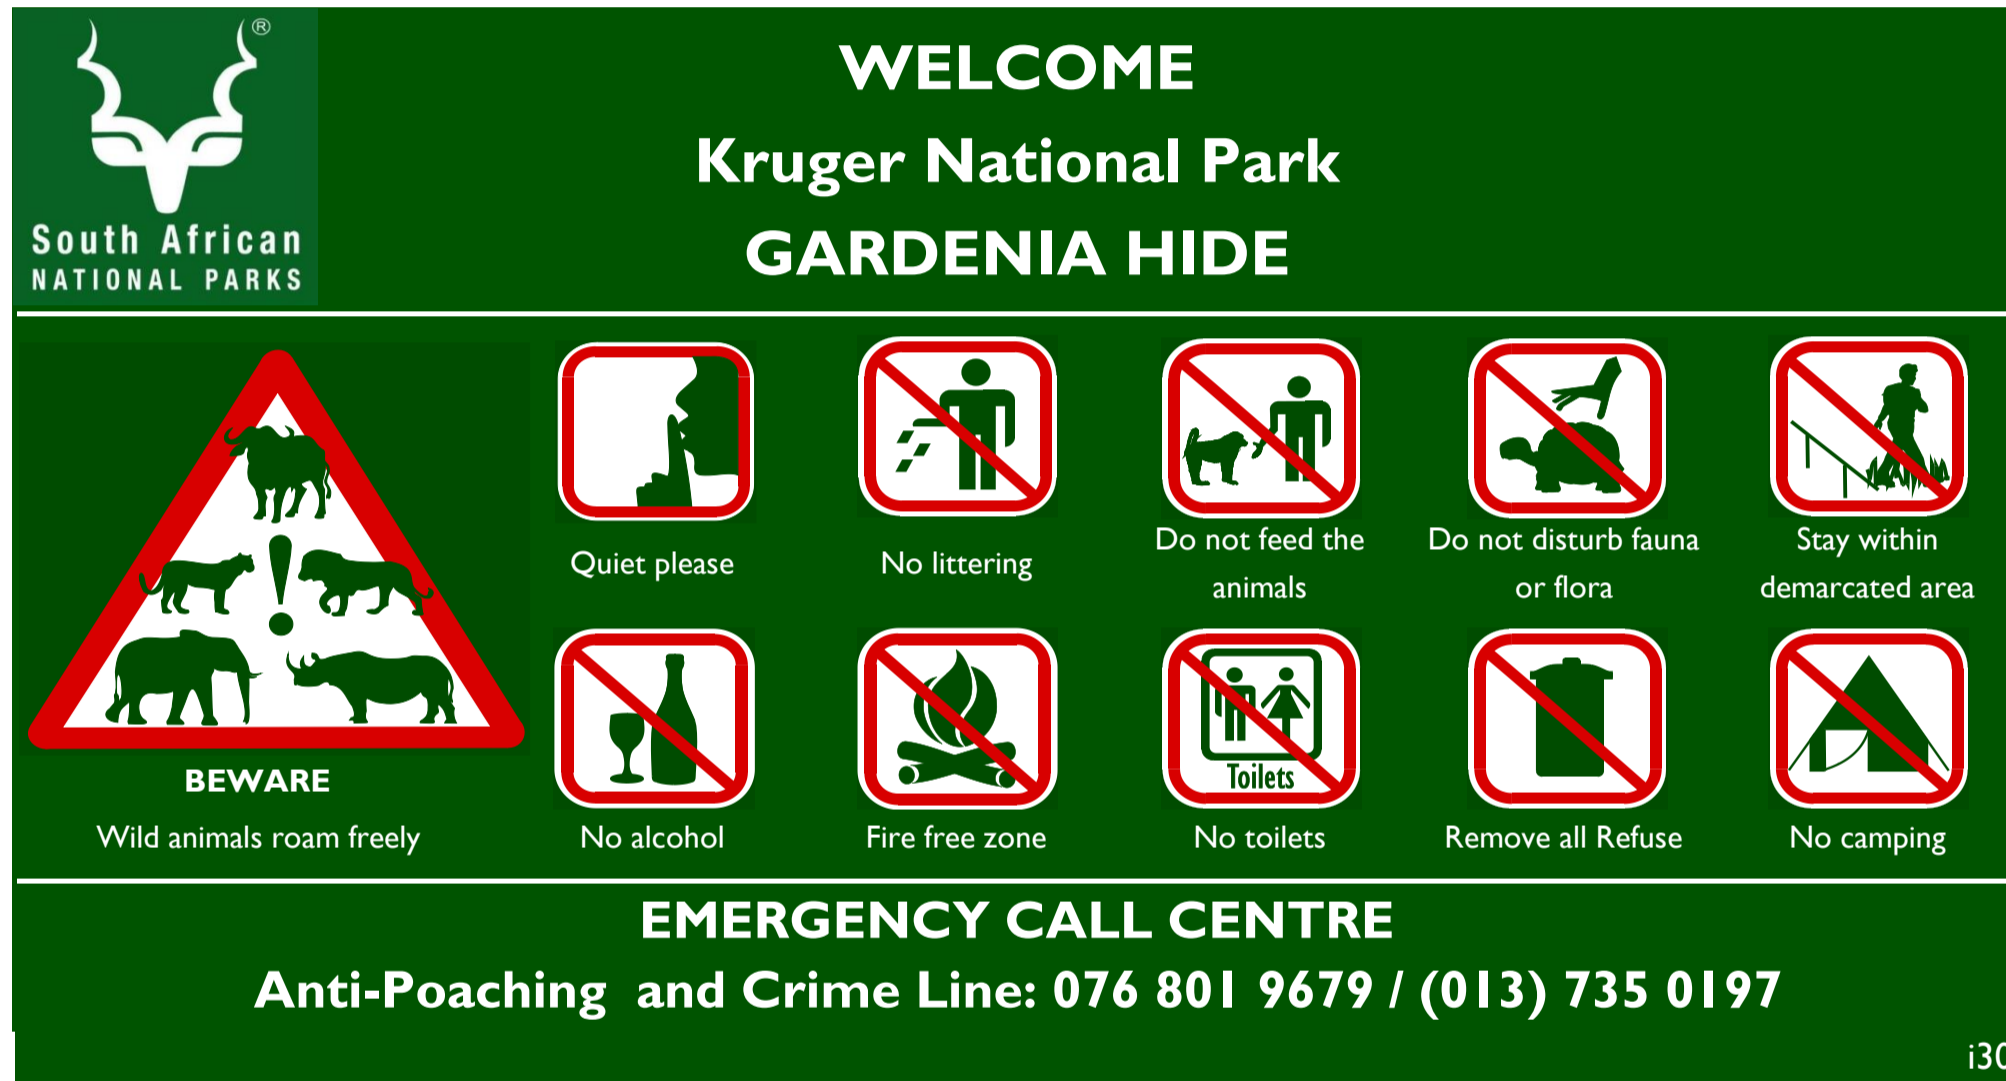 ®
South African
NATIONAL PARKS
WELCOME
Kruger National Park
GARDENIA HIDE
BEWARE
Wild animals roam freely
Quiet please
No littering
Do not feed the
animals
Do not disturb fauna
or flora
Stay within
demarcated area
No alcohol
Fire free zone
Toilets
No toilets
Remove all Refuse
No camping
EMERGENCY CALL CENTRE
Anti-Poaching and Crime Line: 076 801 9679 / (013) 735 0197